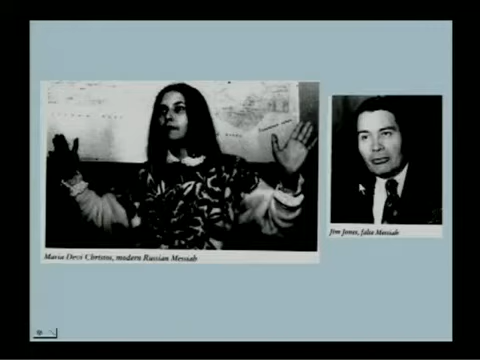 Maria Devi Christos, modern Russian Messiah
Jim Jones, false Messiah